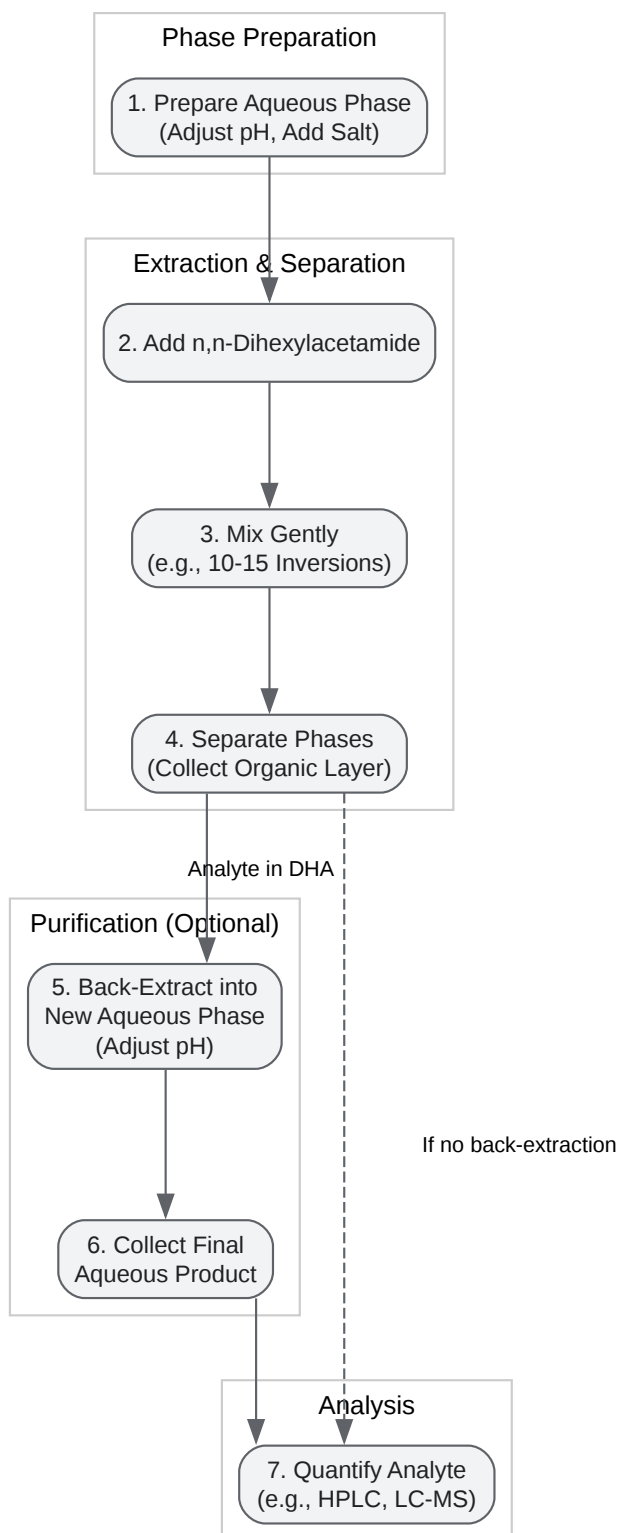 Phase Preparation
1. Prepare Aqueous Phase
(Adjust pH, Add Salt)
Extraction & Separation
2. Add n,n-Dihexylacetamide
3. Mix Gently
(e.g., 10-15 Inversions)
4. Separate Phases
(Collect Organic Layer)
Analyte in DHA
Purification (Optional)
5. Back-Extract into
New Aqueous Phase
(Adjust pH)
If no back-extraction
6. Collect Final
Aqueous Product
Analysis
7. Quantify Analyte
(e.g., HPLC, LC-MS)